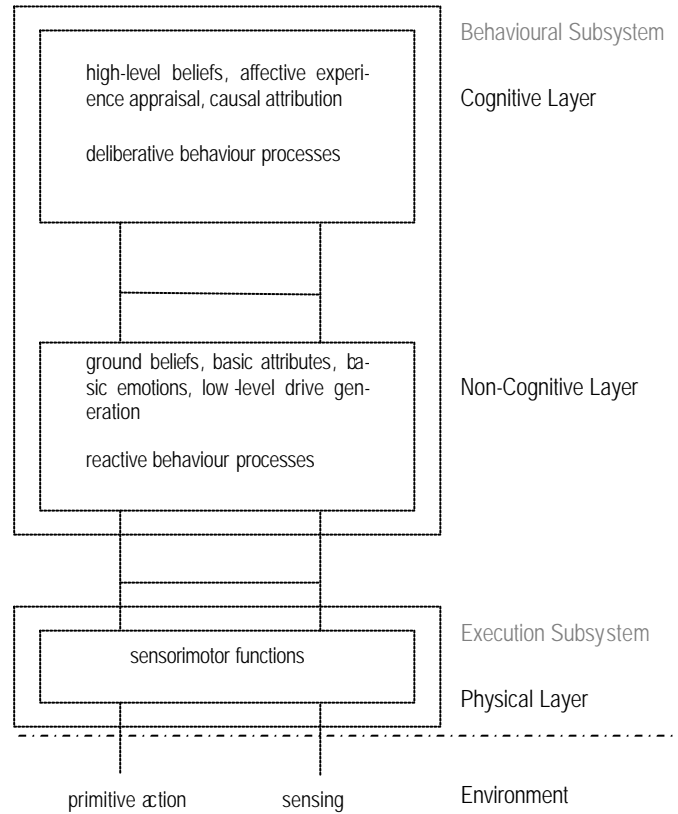 Behavioural Subsystem
high-level beliefs, affective experi-
ence appraisal, causal attribution
Cognitive Layer
deliberative behaviour processes
ground beliefs, basic attributes, ba-
sic emotions, low -level drive gen-
eration
Non-Cognitive Layer
reactive behaviour processes
Execution Subsystem
sensorimotor functions
Physical Layer
primitive action
sensing
Environment